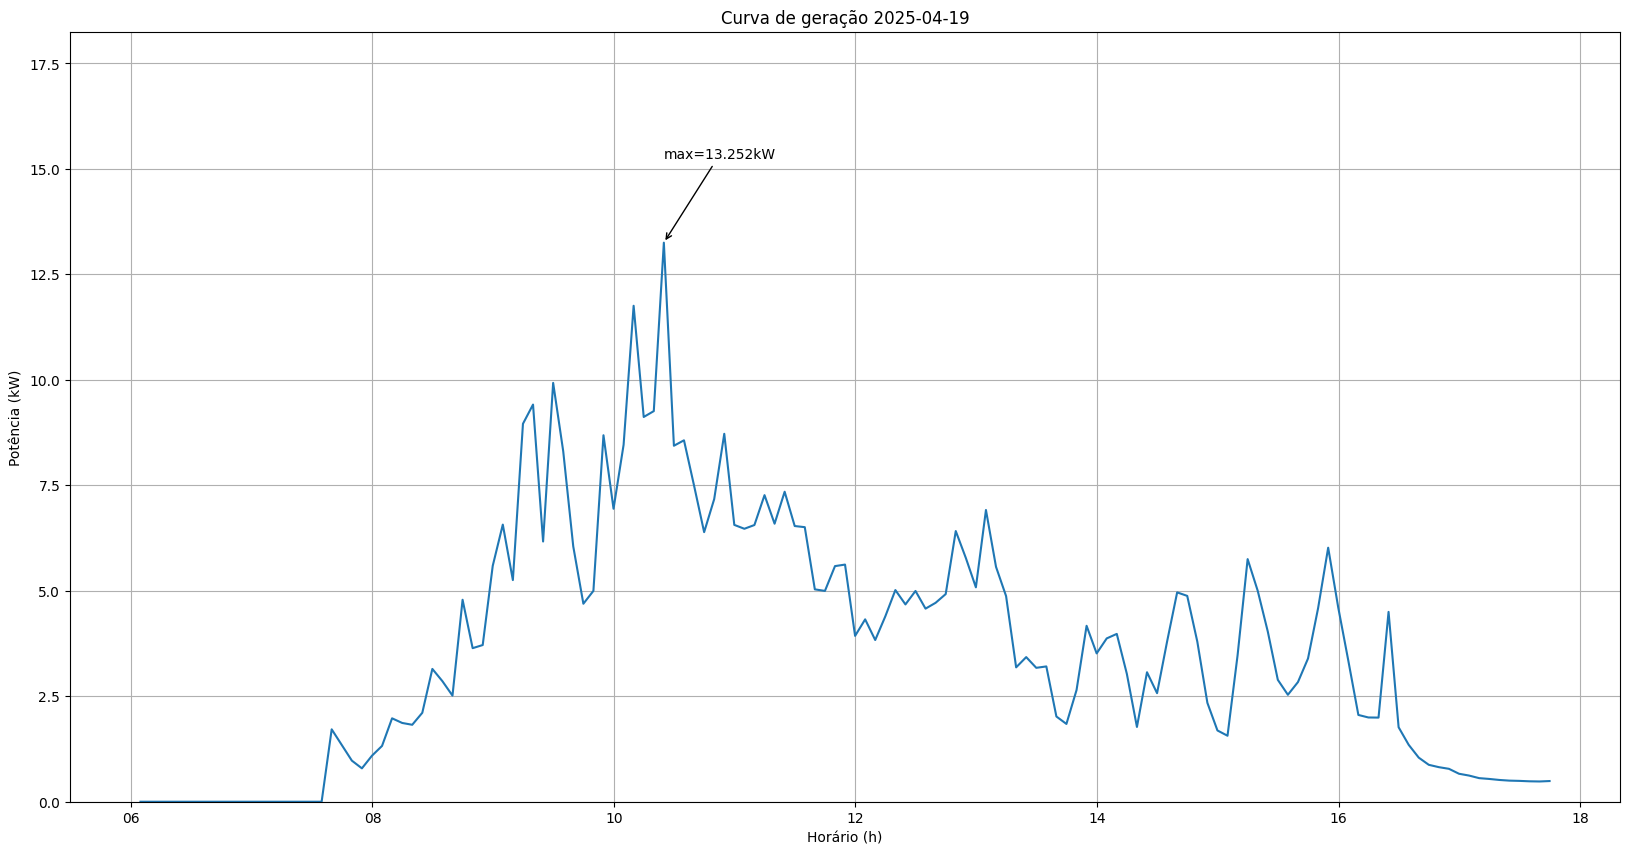 Curva de geração 2025-04-19
17.5
15.0
12.5
10.0
7.5
5.0
2.5
0.0
Potência (kW)
max=13.252kW
06 08 10 12 14 16 18
Horário (h)